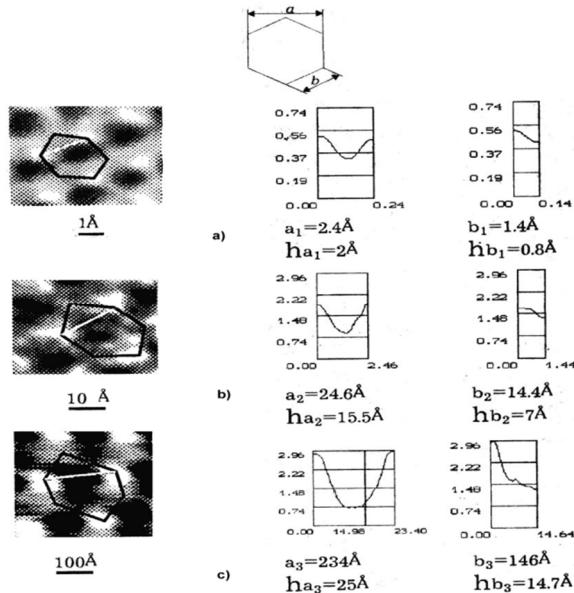 a
b
0.74
0.56
0.37
0.19
0.00 0.24
0.74
0.56
0.37
0.19
0.00 0.14
1Å
a)
a₁=2.4Å
ha₁=2Å
b₁=1.4Å
hb₁=0.8Å
2.96
2.22
1.48
0.74
0.00 2.46
2.96
2.22
1.48
0.74
0.00 1.44
10 Å
b)
a₂=24.6Å
ha₂=15.5Å
b₂=14.4Å
hb₂=7Å
2.96
2.22
1.48
0.74
0.00 14.98 23.40
2.96
2.22
1.48
0.74
0.00 14.64
100Å
c)
a₃=234Å
ha₃=25Å
b₃=146Å
hb₃=14.7Å